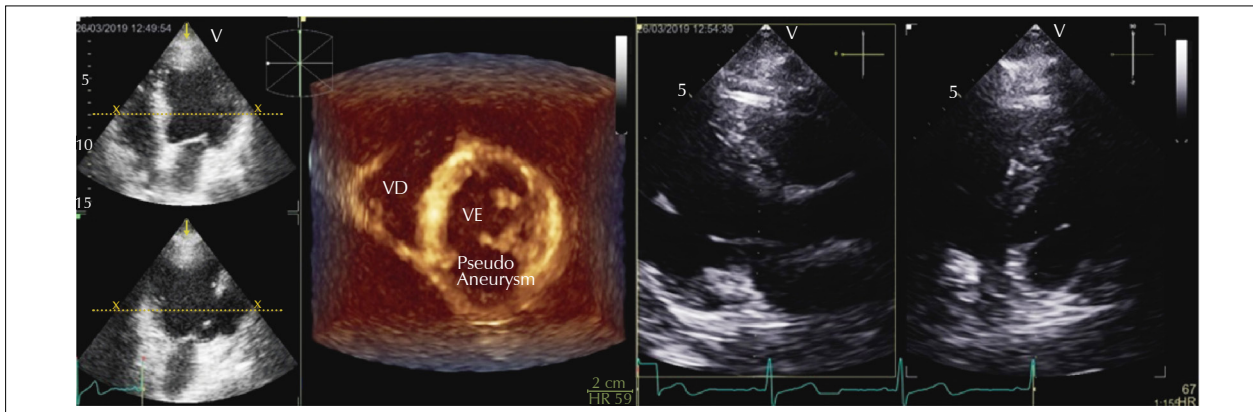 26/03/2019 12:49:54
V
5
x
x
10
15
x
x
VD
VE
Pseudo
Aneurysm
2 cm
HR 59
26/03/2019 12:54:39
V
5
V
5
67
HR